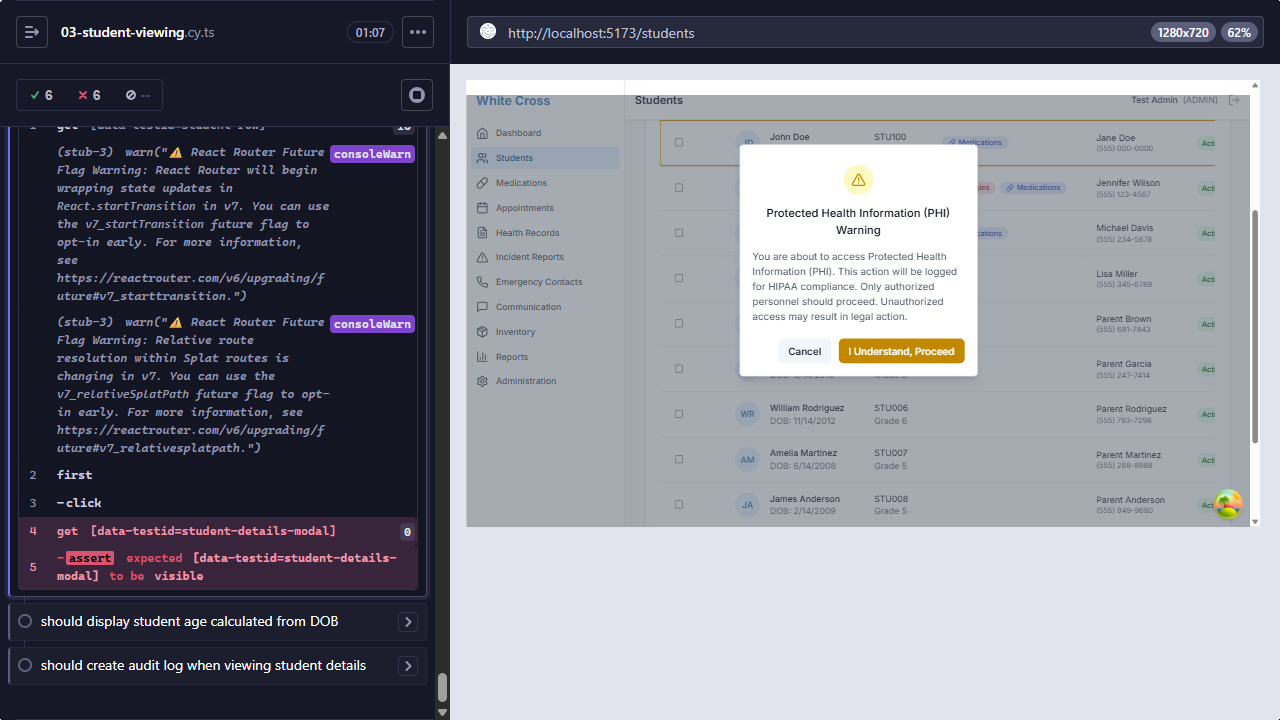 03-student-viewing.cy.ts
01:07
6
6
--
1 get [data-testid=student-row] 10
(stub-3) warn("⚠️ React Router Future consoleWarn
Flag Warning: React Router will begin
wrapping state updates in
React.startTransition in v7. You can use
the v7_startTransition future flag to
opt-in early. For more information,
see
https://reactrouter.com/v6/upgrading/f
uture#v7_starttransition.")
(stub-3) warn("⚠️ React Router Future consoleWarn
Flag Warning: Relative route
resolution within Splat routes is
changing in v7. You can use the
v7_relativeSplatPath future flag to opt-
in early. For more information, see
https://reactrouter.com/v6/upgrading/f
uture#v7_relativesplatpath.")
2 first
3 -click
4 get [data-testid=student-details-modal] 0
5 -assert expected [data-testid=student-details-
modal] to be visible
should display student age calculated from DOB
should create audit log when viewing student details
http://localhost:5173/students
1280x720
62%
White Cross
Dashboard
Students
Medications
Appointments
Health Records
Incident Reports
Emergency Contacts
Communication
Inventory
Reports
Administration
Students
Test Admin (ADMIN)
JD John Doe STU100 Medications Jane Doe Acti
(555) 000-0000
Medications Jennifer Wilson Acti
(555) 123-4567
Michael Davis Acti
(555) 234-5678
Lisa Miller Acti
(555) 345-6789
Parent Brown Acti
(555) 681-7843
Parent Garcia Acti
(555) 247-7414
WR William Rodriguez STU006 Parent Rodriguez Acti
DOB: 11/14/2012 Grade 6 (555) 793-7298
AM Amelia Martinez STU007 Parent Martinez Acti
DOB: 6/14/2008 Grade 5 (555) 288-8988
JA James Anderson STU008 Parent Anderson Acti
DOB: 2/14/2009 Grade 5 (555) 949-9680
Protected Health Information (PHI)
Warning
You are about to access Protected Health
Information (PHI). This action will be logged
for HIPAA compliance. Only authorized
personnel should proceed. Unauthorized
access may result in legal action.
Cancel
I Understand, Proceed